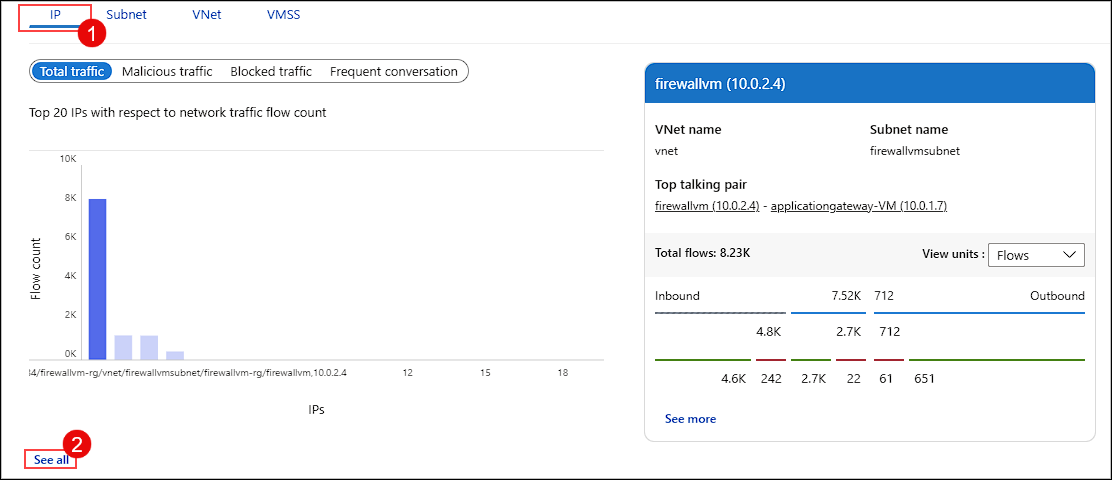 IP Subnet VNet VMSS
1
Total traffic Malicious traffic Blocked traffic Frequent conversation
Top 20 IPs with respect to network traffic flow count
10K
8K
6K
4K
2K
0K
Flow count
l4/firewallvm-rg/vnet/firewallvmsubnet/firewallvm-rg/firewallvm,10.0.2.4 12 15 18
IPs
2
See all
firewallvm (10.0.2.4)
VNet name Subnet name
vnet firewallvmsubnet
Top talking pair
firewallvm (10.0.2.4) - applicationgateway-VM (10.0.1.7)
Total flows: 8.23K View units : Flows
Inbound 7.52K 712 Outbound
4.8K 2.7K 712
4.6K 242 2.7K 22 61 651
See more